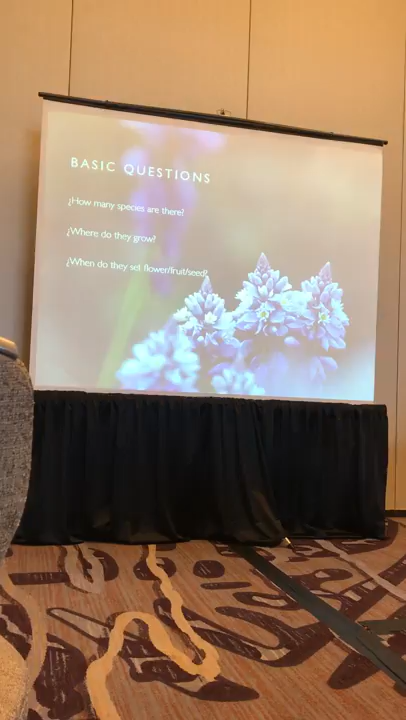 BASIC QUESTIONS
¿How many species are there?
¿Where do they grow?
¿When do they set flower/fruit/seed?